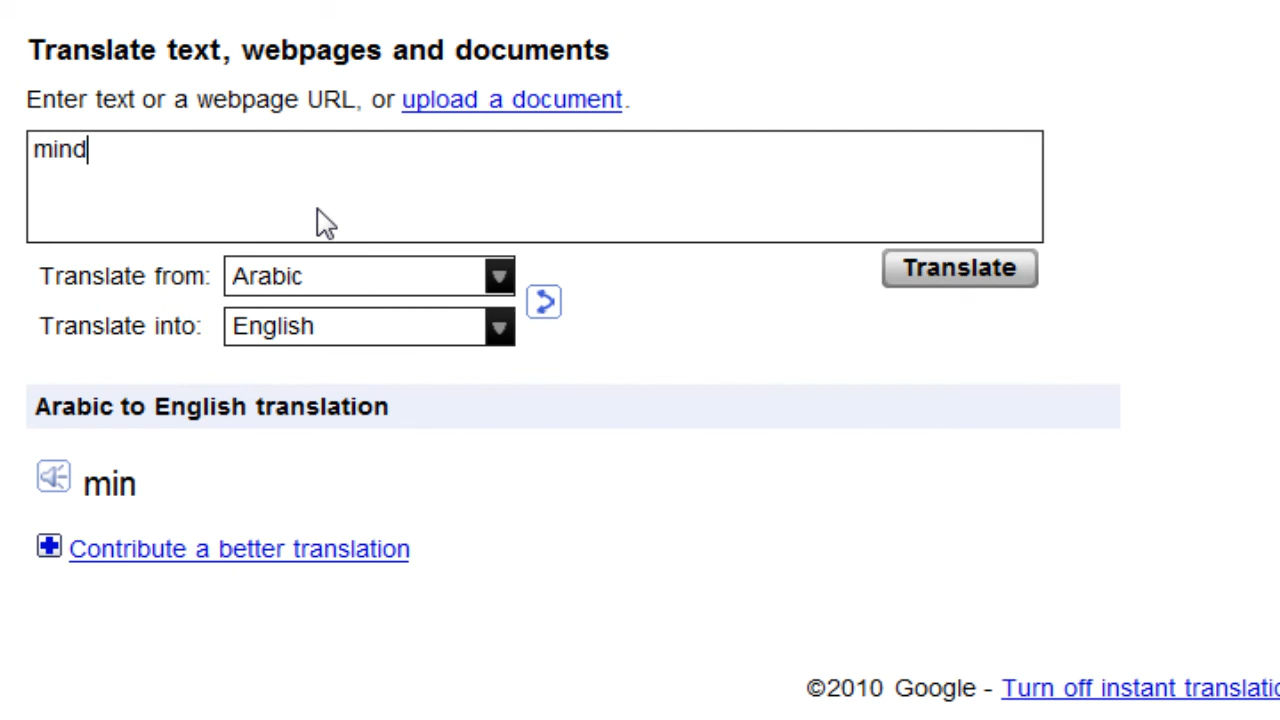 Translate text, webpages and documents
Enter text or a webpage URL, or upload a document.
mind
Translate from: Arabic
Translate
Translate into: English
Arabic to English translation
min
Contribute a better translation
©2010 Google - Turn off instant